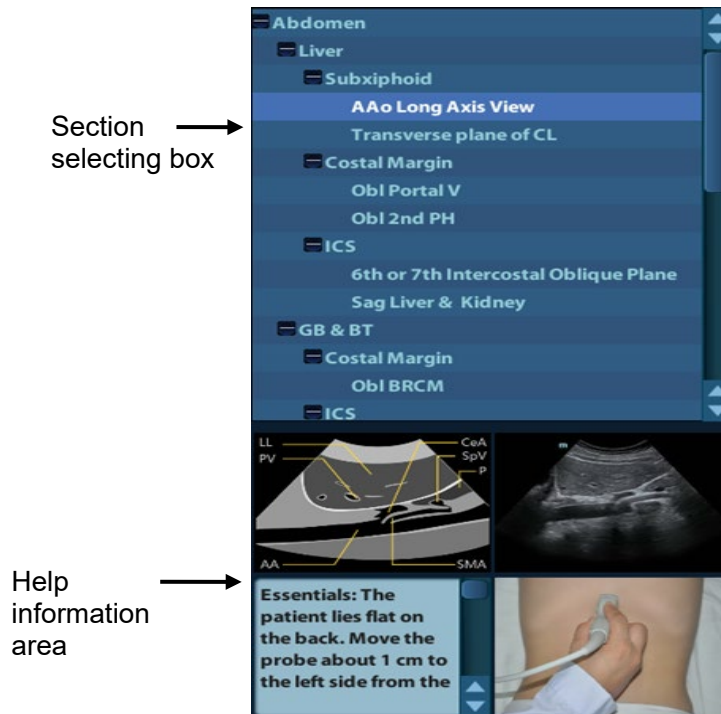 Abdomen
Liver
Subxiphoid
AAo Long Axis View
Section
selecting box
Transverse plane of CL
Costal Margin
Obl Portal V
Obl 2nd PH
ICS
6th or 7th Intercostal Oblique Plane
Sag Liver & Kidney
GB & BT
Costal Margin
Obl BRCM
ICS
LL
CeA
PV
SpV
P
AA
SMA
m
Help
information
area
Essentials: The
patient lies flat on
the back. Move the
probe about 1 cm to
the left side from the